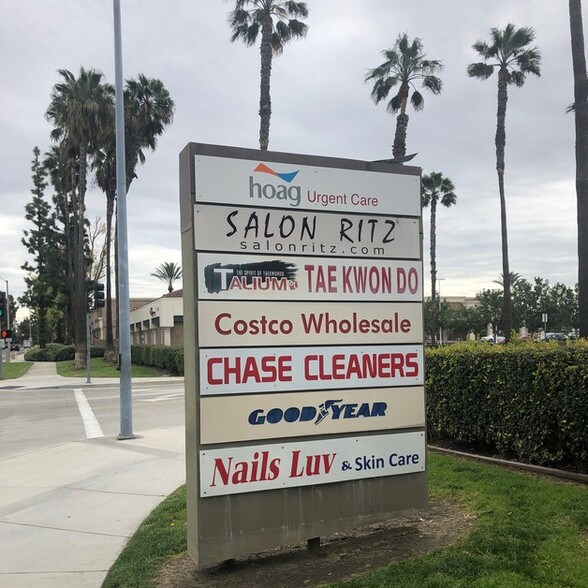 hoag Urgent Care
SALON RITZ
salonritz.com
THE SPIRIT OF TAEKWONDO
TALIUM TAE KWON DO
Costco Wholesale
CHASE CLEANERS
GOODYEAR
Nails Luv & Skin Care